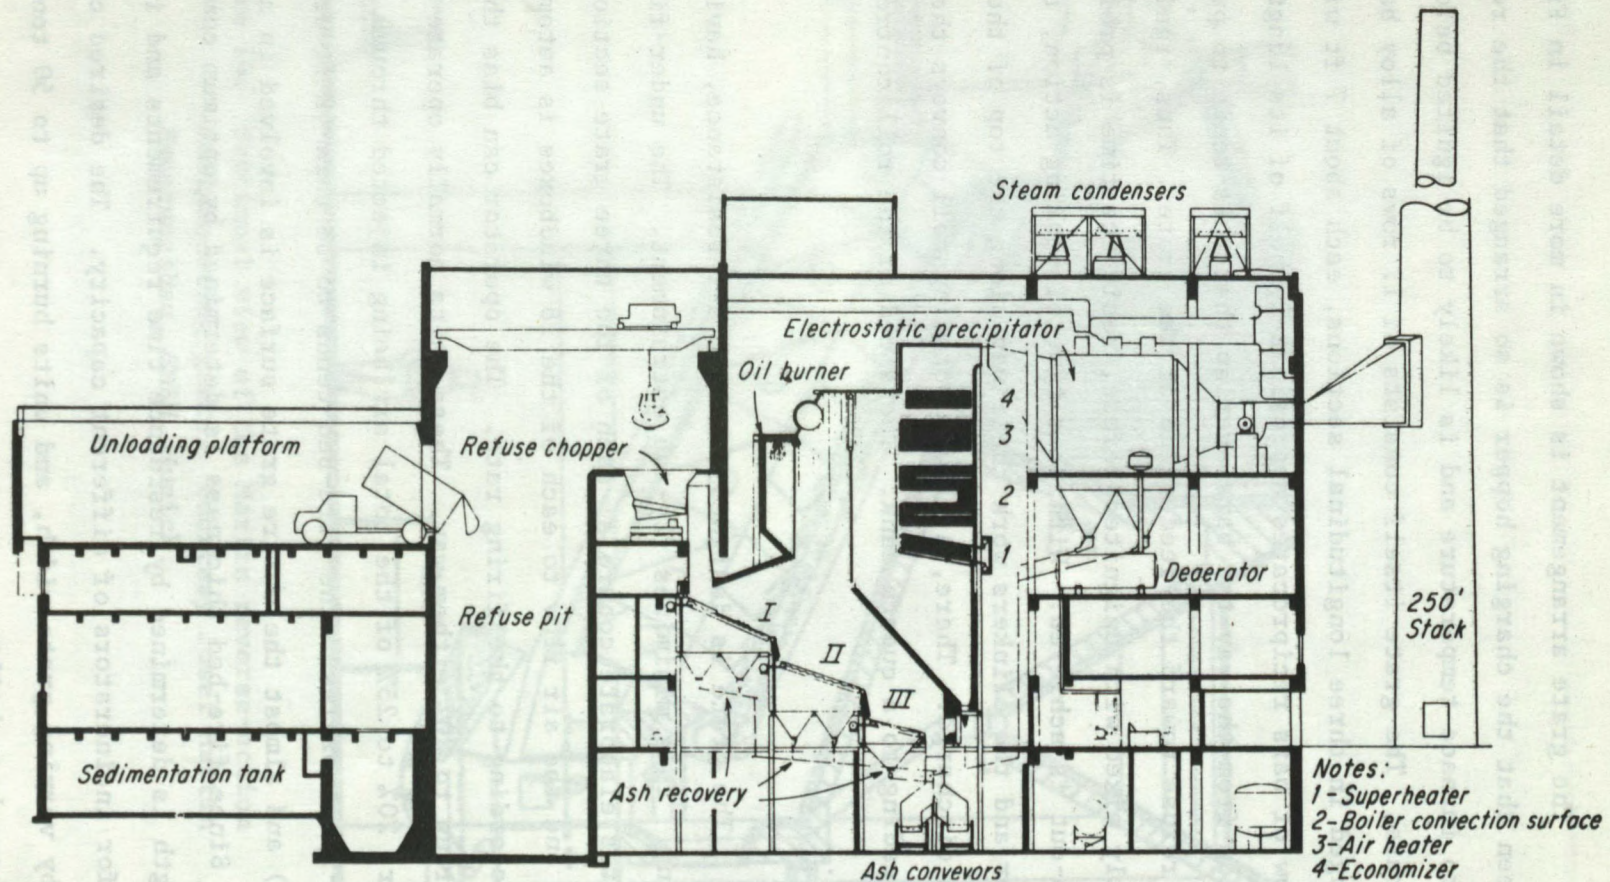 Steam condensers
Electrostatic precipitator
Oil burner
Unloading platform
Refuse chopper
4
3
2
1
Deaerator
Refuse pit
I
II
III
250'
Stack
Sedimentation tank
Ash recovery
Ash conveyors
Notes:
1-Superheater
2-Boiler convection surface
3-Air heater
4-Economizer